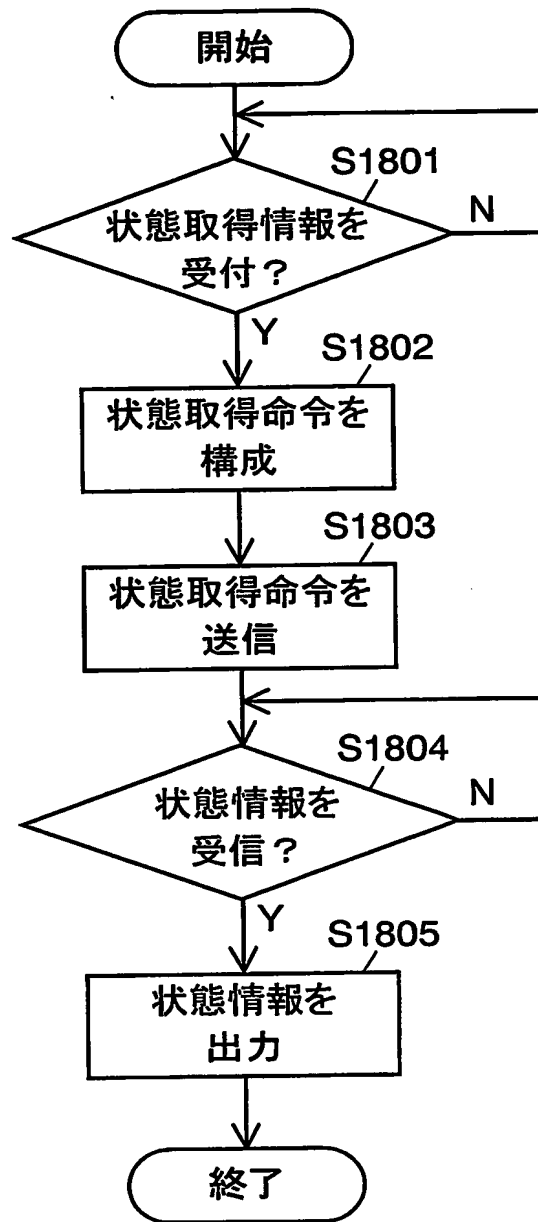 開始
S1801
状態取得情報を
受付？
N
Y
S1802
状態取得命令を
構成
S1803
状態取得命令を
送信
S1804
状態情報を
受信？
N
Y
S1805
状態情報を
出力
終了